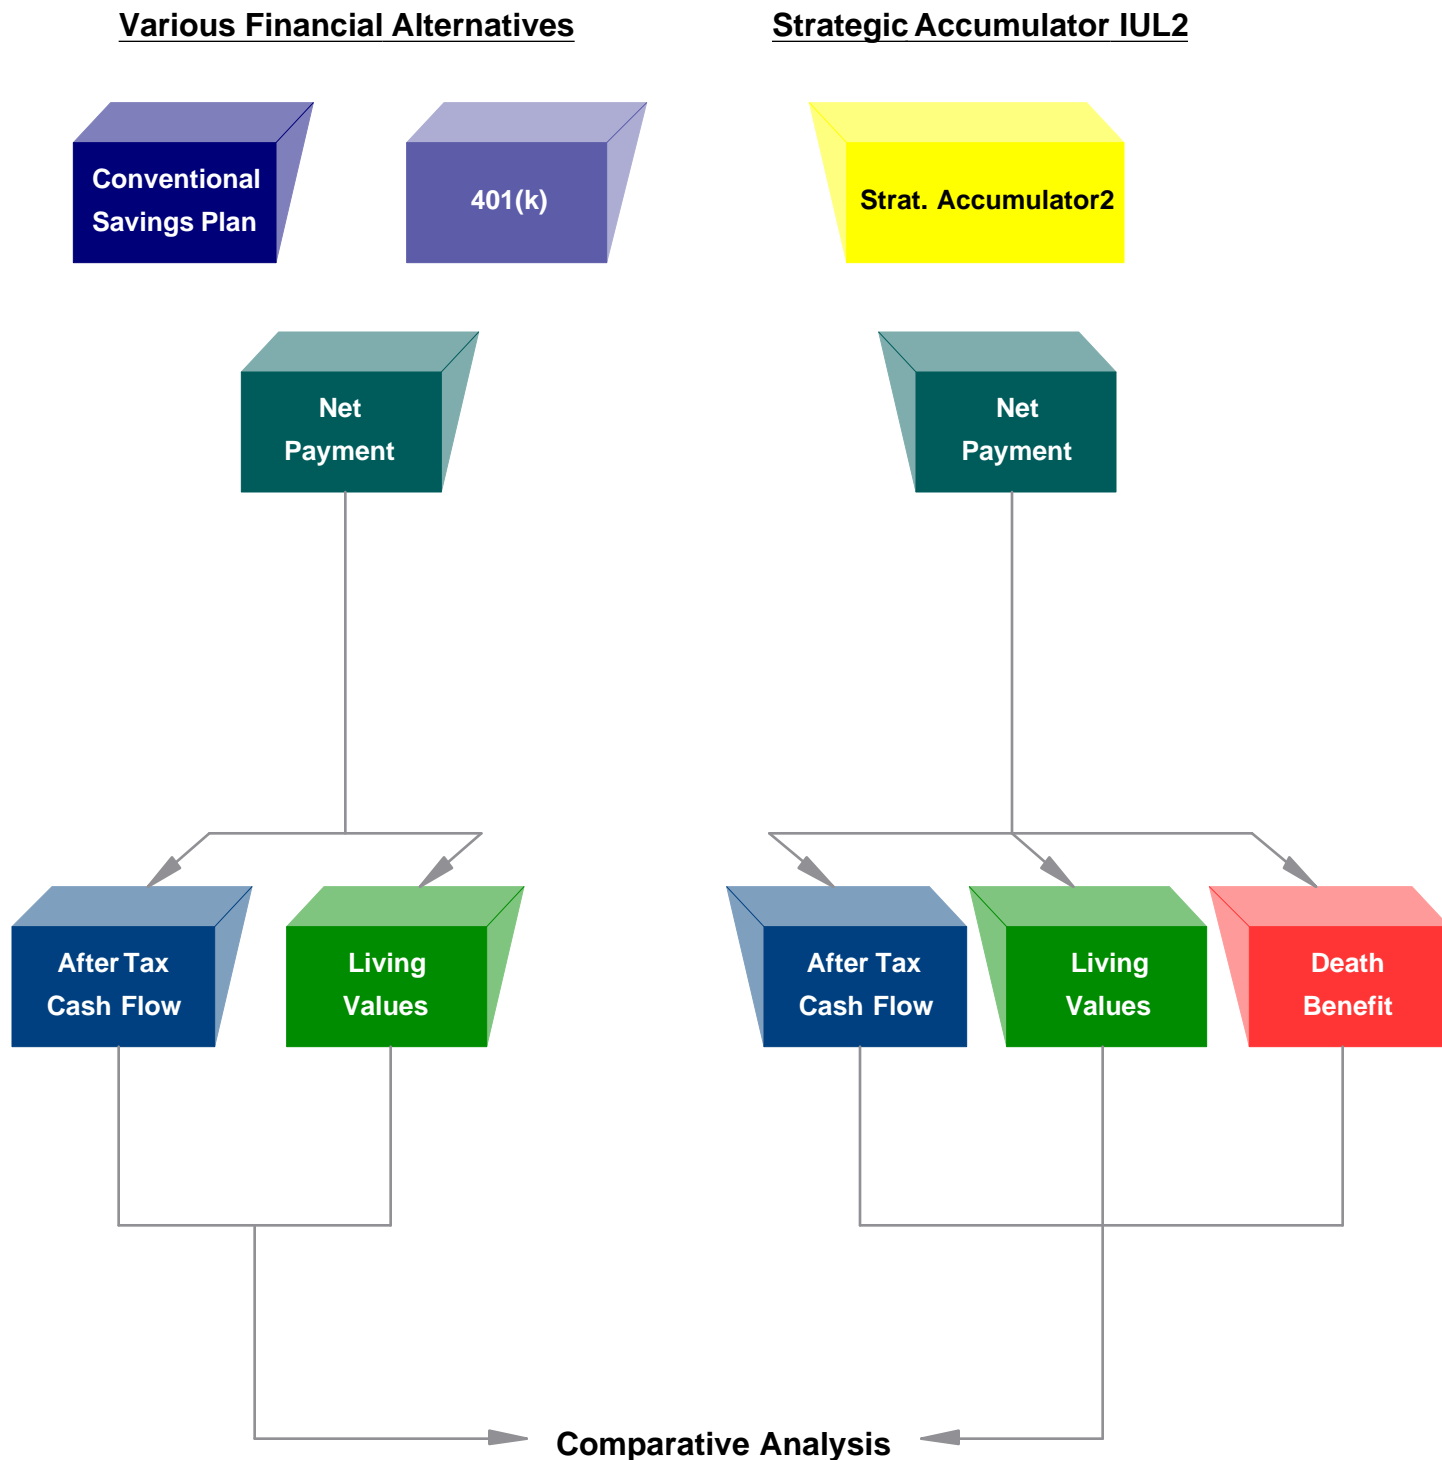 Various Financial Alternatives
Strategic Accumulator IUL2
Conventional
Savings Plan
401(k)
Strat. Accumulator2
Net
Payment
Net
Payment
After Tax
Cash Flow
Living
Values
After Tax
Cash Flow
Living
Values
Death
Benefit
Comparative Analysis